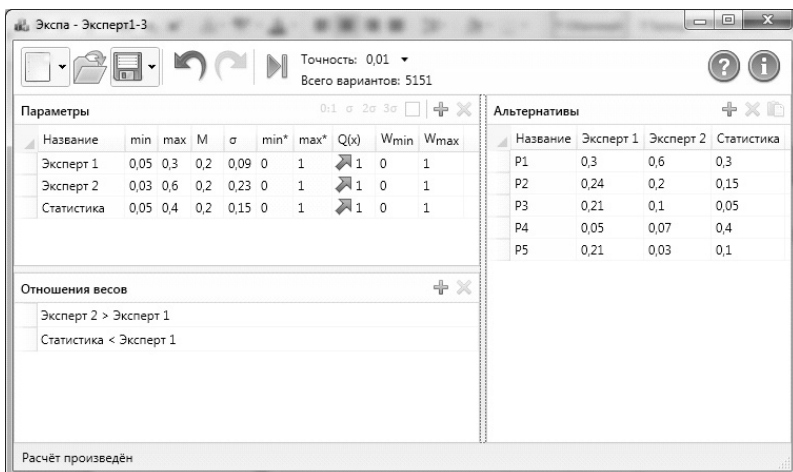 Экспа - Эксперт1-3
Точность: 0,01
Всего вариантов: 5151
? i
Параметры 0:1 σ 2σ 3σ
Название min max M σ min* max* Q(x) Wmin Wmax
Эксперт 1 0,05 0,3 0,2 0,09 0 1 1 0 1
Эксперт 2 0,03 0,6 0,2 0,23 0 1 1 0 1
Статистика 0,05 0,4 0,2 0,15 0 1 1 0 1
Отношения весов
Эксперт 2 > Эксперт 1
Статистика < Эксперт 1
Альтернативы
Название Эксперт 1 Эксперт 2 Статистика
P1 0,3 0,6 0,3
P2 0,24 0,2 0,15
P3 0,21 0,1 0,05
P4 0,05 0,07 0,4
P5 0,21 0,03 0,1
Расчёт произведён